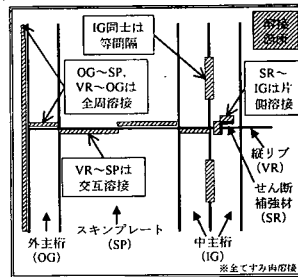 IG同士は
等間隔
溶接
箇所
OG～SP,
VR～OGは
全周溶接
SR～
IGは片
側溶接
VR～SPは
交互溶接
縦リブ
(VR)
せん断
補強材
(SR)
外主桁
(OG)
スキンプレート
(SP)
中主桁
(IG)
※全てすみ肉溶接